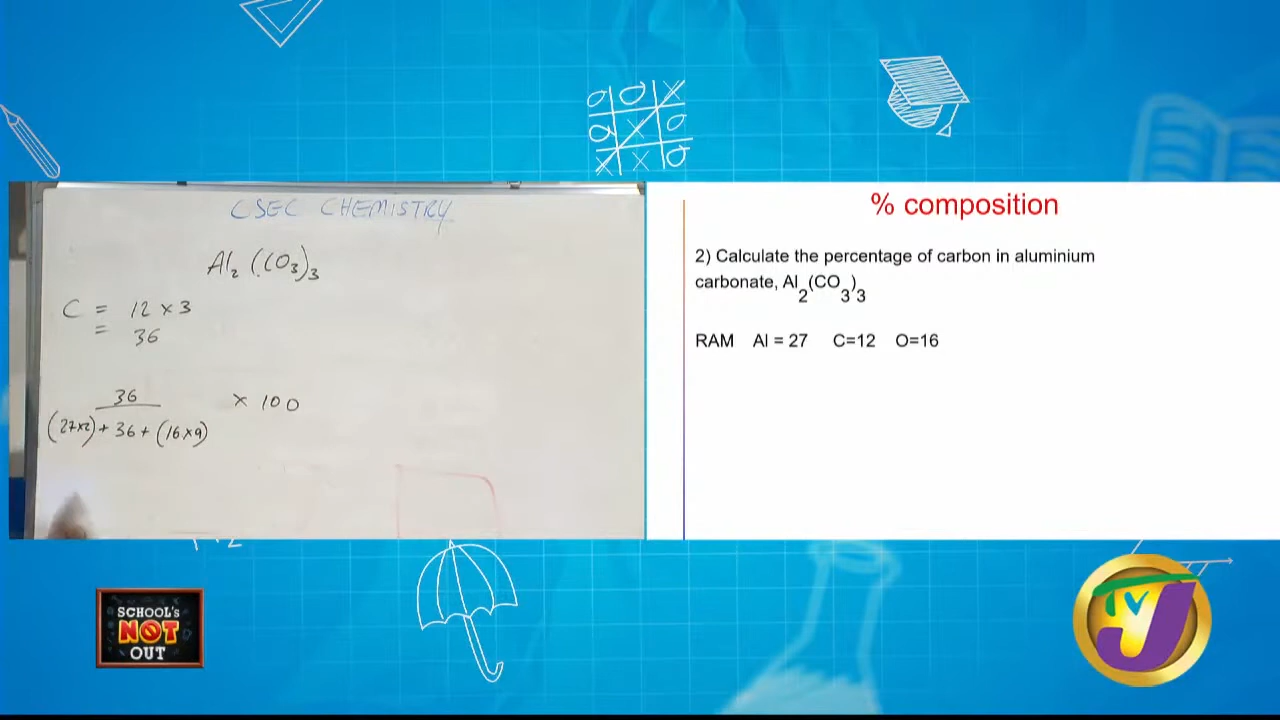 CSEC CHEMISTRY
Al₂(CO₃)₃
C = 12 × 3
= 36
36
(27×2) + 36 + (16×9) × 100
% composition
2) Calculate the percentage of carbon in aluminium
carbonate, Al₂(CO₃)₃
RAM Al = 27 C=12 O=16
O O X
O X O
X X O
SCHOOL's
NOT
OUT
TVJ